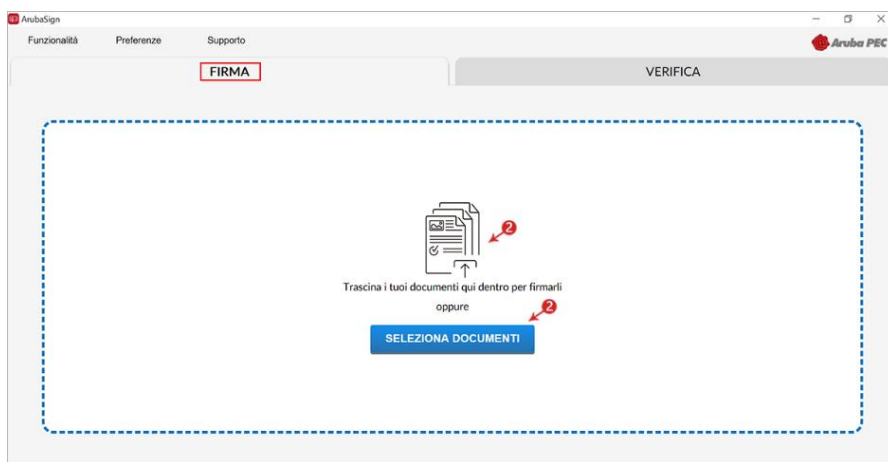 ArubaSign
Funzionalità Preferenze Supporto
Aruba PEC
FIRMA VERIFICA
2
Trascina i tuoi documenti qui dentro per firmarli
oppure
2
SELEZIONA DOCUMENTI